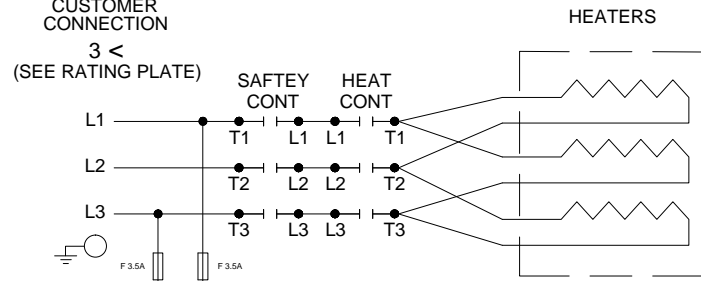 CUSTOMER
CONNECTION
3 <
(SEE RATING PLATE)
HEATERS
SAFTEY
CONT
HEAT
CONT
L1
T1 L1 L1 T1
L2
T2 L2 L2 T2
L3
T3 L3 L3 T3
F 3.5A F 3.5A